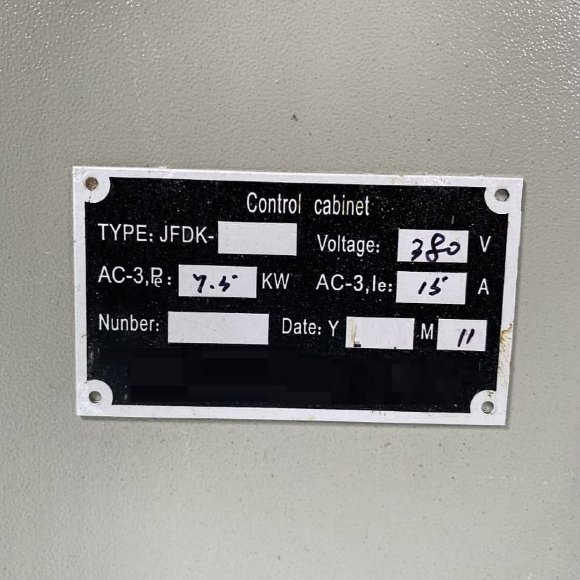 Control cabinet
TYPE: JFDK- Voltage: 380 V
AC-3,Pe: 7.5 KW AC-3,Ie: 15 A
Nunber: Date: Y M 11